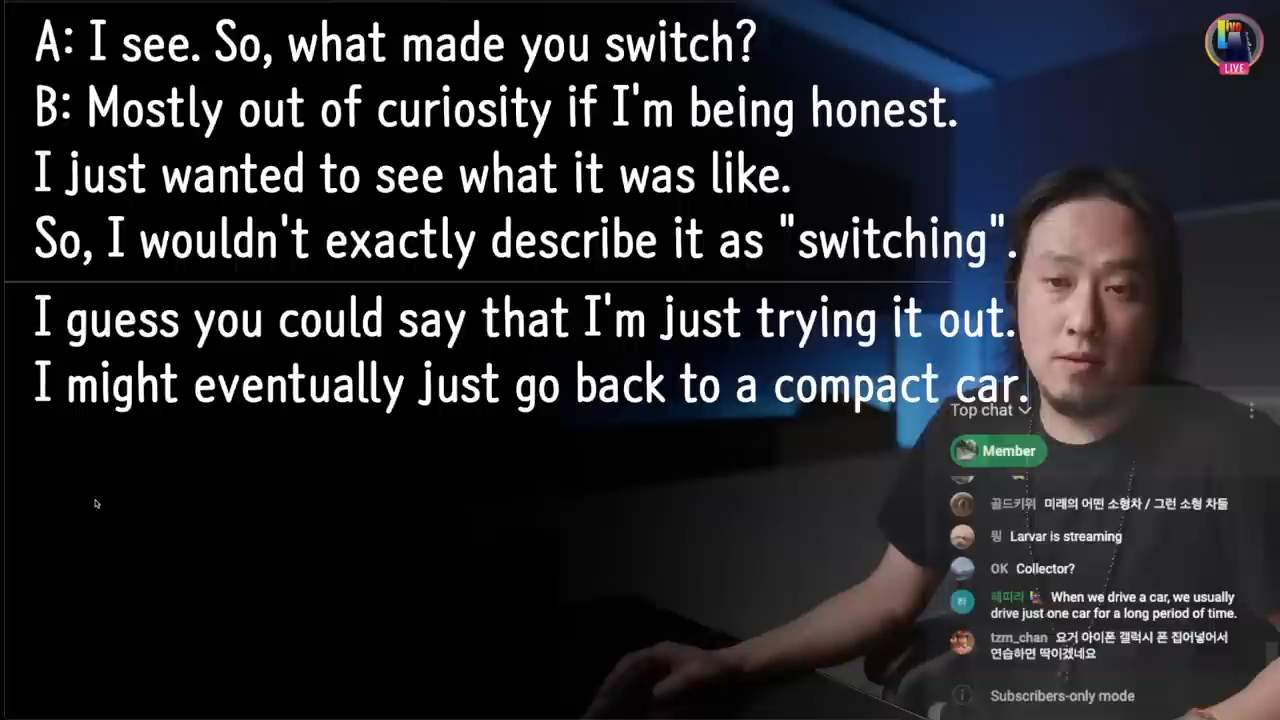 A: I see. So, what made you switch?
B: Mostly out of curiosity if I'm being honest.
I just wanted to see what it was like.
So, I wouldn't exactly describe it as "switching".
I guess you could say that I'm just trying it out.
I might eventually just go back to a compact car.
Live
LIVE
Top chat
Member
골드키위 미래의 어떤 소형차 / 그런 소형 차들
띵 Larvar is streaming
OK Collector?
헤
When we drive a car, we usually
drive just one car for a long period of time.
tzm_chan 요거 아이폰 갤럭시 폰 집어넣어서
연습하면 딱이겠네요
Subscribers-only mode